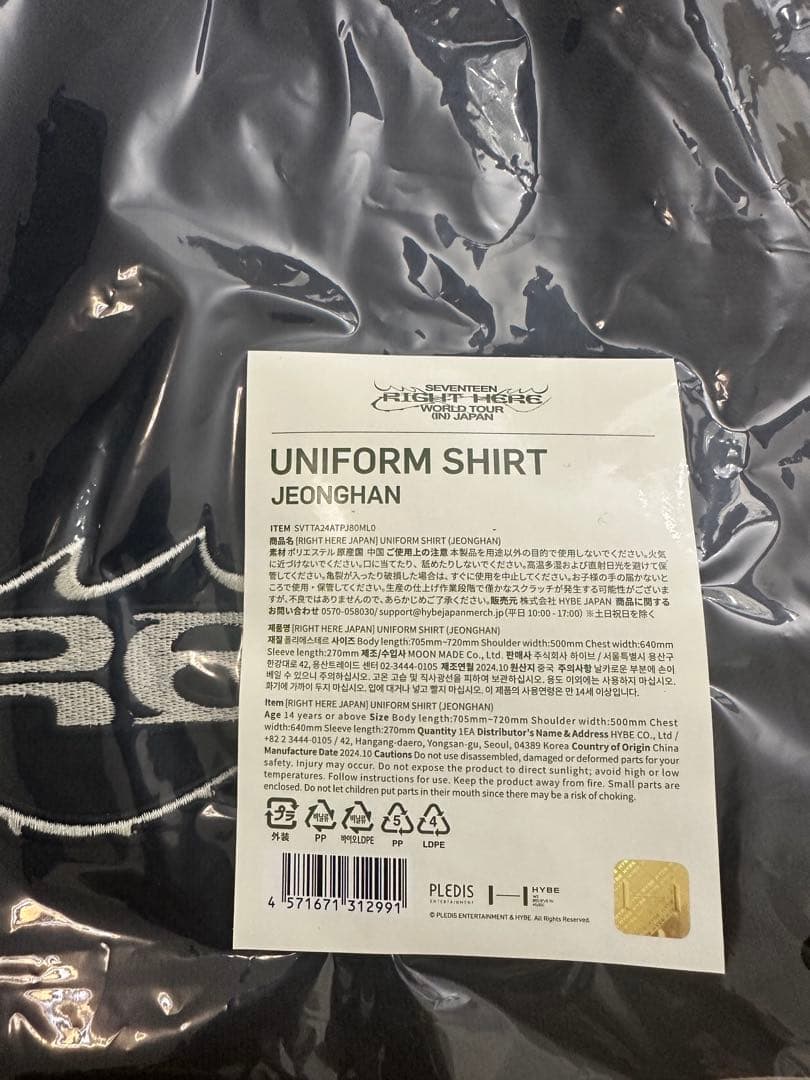 SEVENTEEN
RIGHT HERE
WORLD TOUR
(IN) JAPAN
UNIFORM SHIRT
JEONGHAN
ITEM SVTTA24ATPJ80ML0
商品名 [RIGHT HERE JAPAN] UNIFORM SHIRT (JEONGHAN)
素材 ポリエステル 原産国 中国 ご使用上の注意 本製品を用途以外の目的で使用しないでください。火気
に近づけないでください。口に当てたり、舐めたりしないでください。高温多湿および直射日光を避けて保
管してください。亀裂が入ったり破損した場合は、すぐに使用を中止してください。お子様の手の届かないと
ころで使用・保管してください。生産の仕上げ作業段階で僅かなスクラッチが発生する可能性がございま
すが、不良ではありませんので、あらかじめご了承ください。販売元 株式会社 HYBE JAPAN 商品に関する
お問い合わせ 0570-058030/ support@hybejapanmerch.jp (平日 10:00 - 17:00) ※土日祝日を除く
제품명 [RIGHT HERE JAPAN] UNIFORM SHIRT (JEONGHAN)
재질 폴리에스테르 사이즈 Body length:705mm~720mm Shoulder width:500mm Chest width:640mm
Sleeve length:270mm 제조/수입사 MOON MADE Co., Ltd. 판매사 주식회사 하이브 / 서울특별시 용산구
한강대로 42, 용산트레이드 센터 02-3444-0105 제조연월 2024.10 원산지 중국 주의사항 날카로운 부분에 손이
베일 수 있으니 주의하십시오. 고온 고습 및 직사광선을 피하여 보관하십시오. 용도 이외에는 사용하지 마십시오.
화기에 가까이 두지 마십시오. 입에 대거나 넣고 빨지 마십시오. 이 제품의 사용연령은 만 14세 이상입니다.
Item [RIGHT HERE JAPAN] UNIFORM SHIRT (JEONGHAN)
Age 14 years or above Size Body length:705mm~720mm Shoulder width:500mm Chest
width:640mm Sleeve length:270mm Quantity 1EA Distributor's Name & Address HYBE CO., Ltd /
+82 2 3444-0105 / 42, Hangang-daero, Yongsan-gu, Seoul, 04389 Korea Country of Origin China
Manufacture Date 2024.10 Cautions Do not use disassembled, damaged or deformed parts for your
safety. Injury may occur. Do not expose the product to direct sunlight; avoid high or low
temperatures. Follow instructions for use. Keep the product away from fire. Small parts are
enclosed. Do not let children put parts in their mouth since there may be a risk of choking.
プラ 비닐류 비닐류 5 4
外装 PP 바이오LDPE PP LDPE
4 571671 312991
PLEDIS
ENTERTAINMENT
HYBE
WE
BELIEVE IN
MUSIC
© PLEDIS ENTERTAINMENT & HYBE. All Rights Reserved.